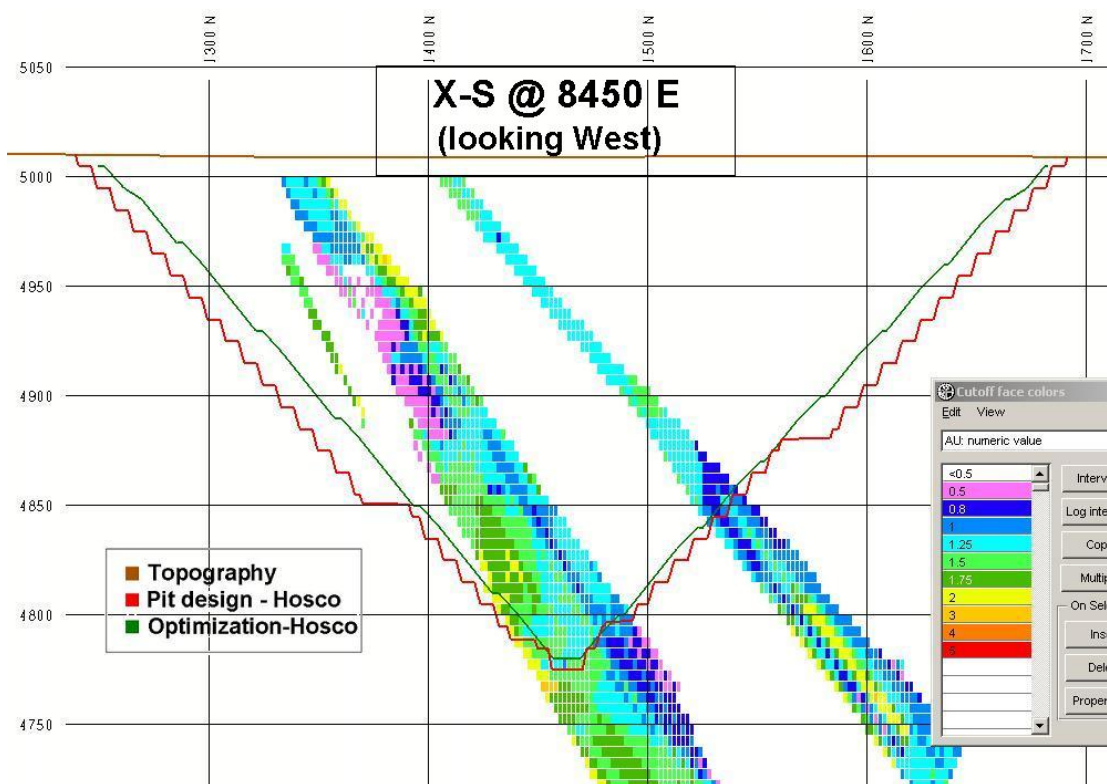 1300 N
1400 N
1500 N
1600 N
1700 N
5050
X-S @ 8450 E
(looking West)
5000
4950
4900
4850
4800
4750
Topography
Pit design - Hosco
Optimization-Hosco
Cutoff face colors
Edit View
AU: numeric value
<0.5
0.5
0.8
1
1.25
1.5
1.75
2
3
4
5
Interv
Log inte
Cop
Multip
On Sel
Ins
Dele
Proper